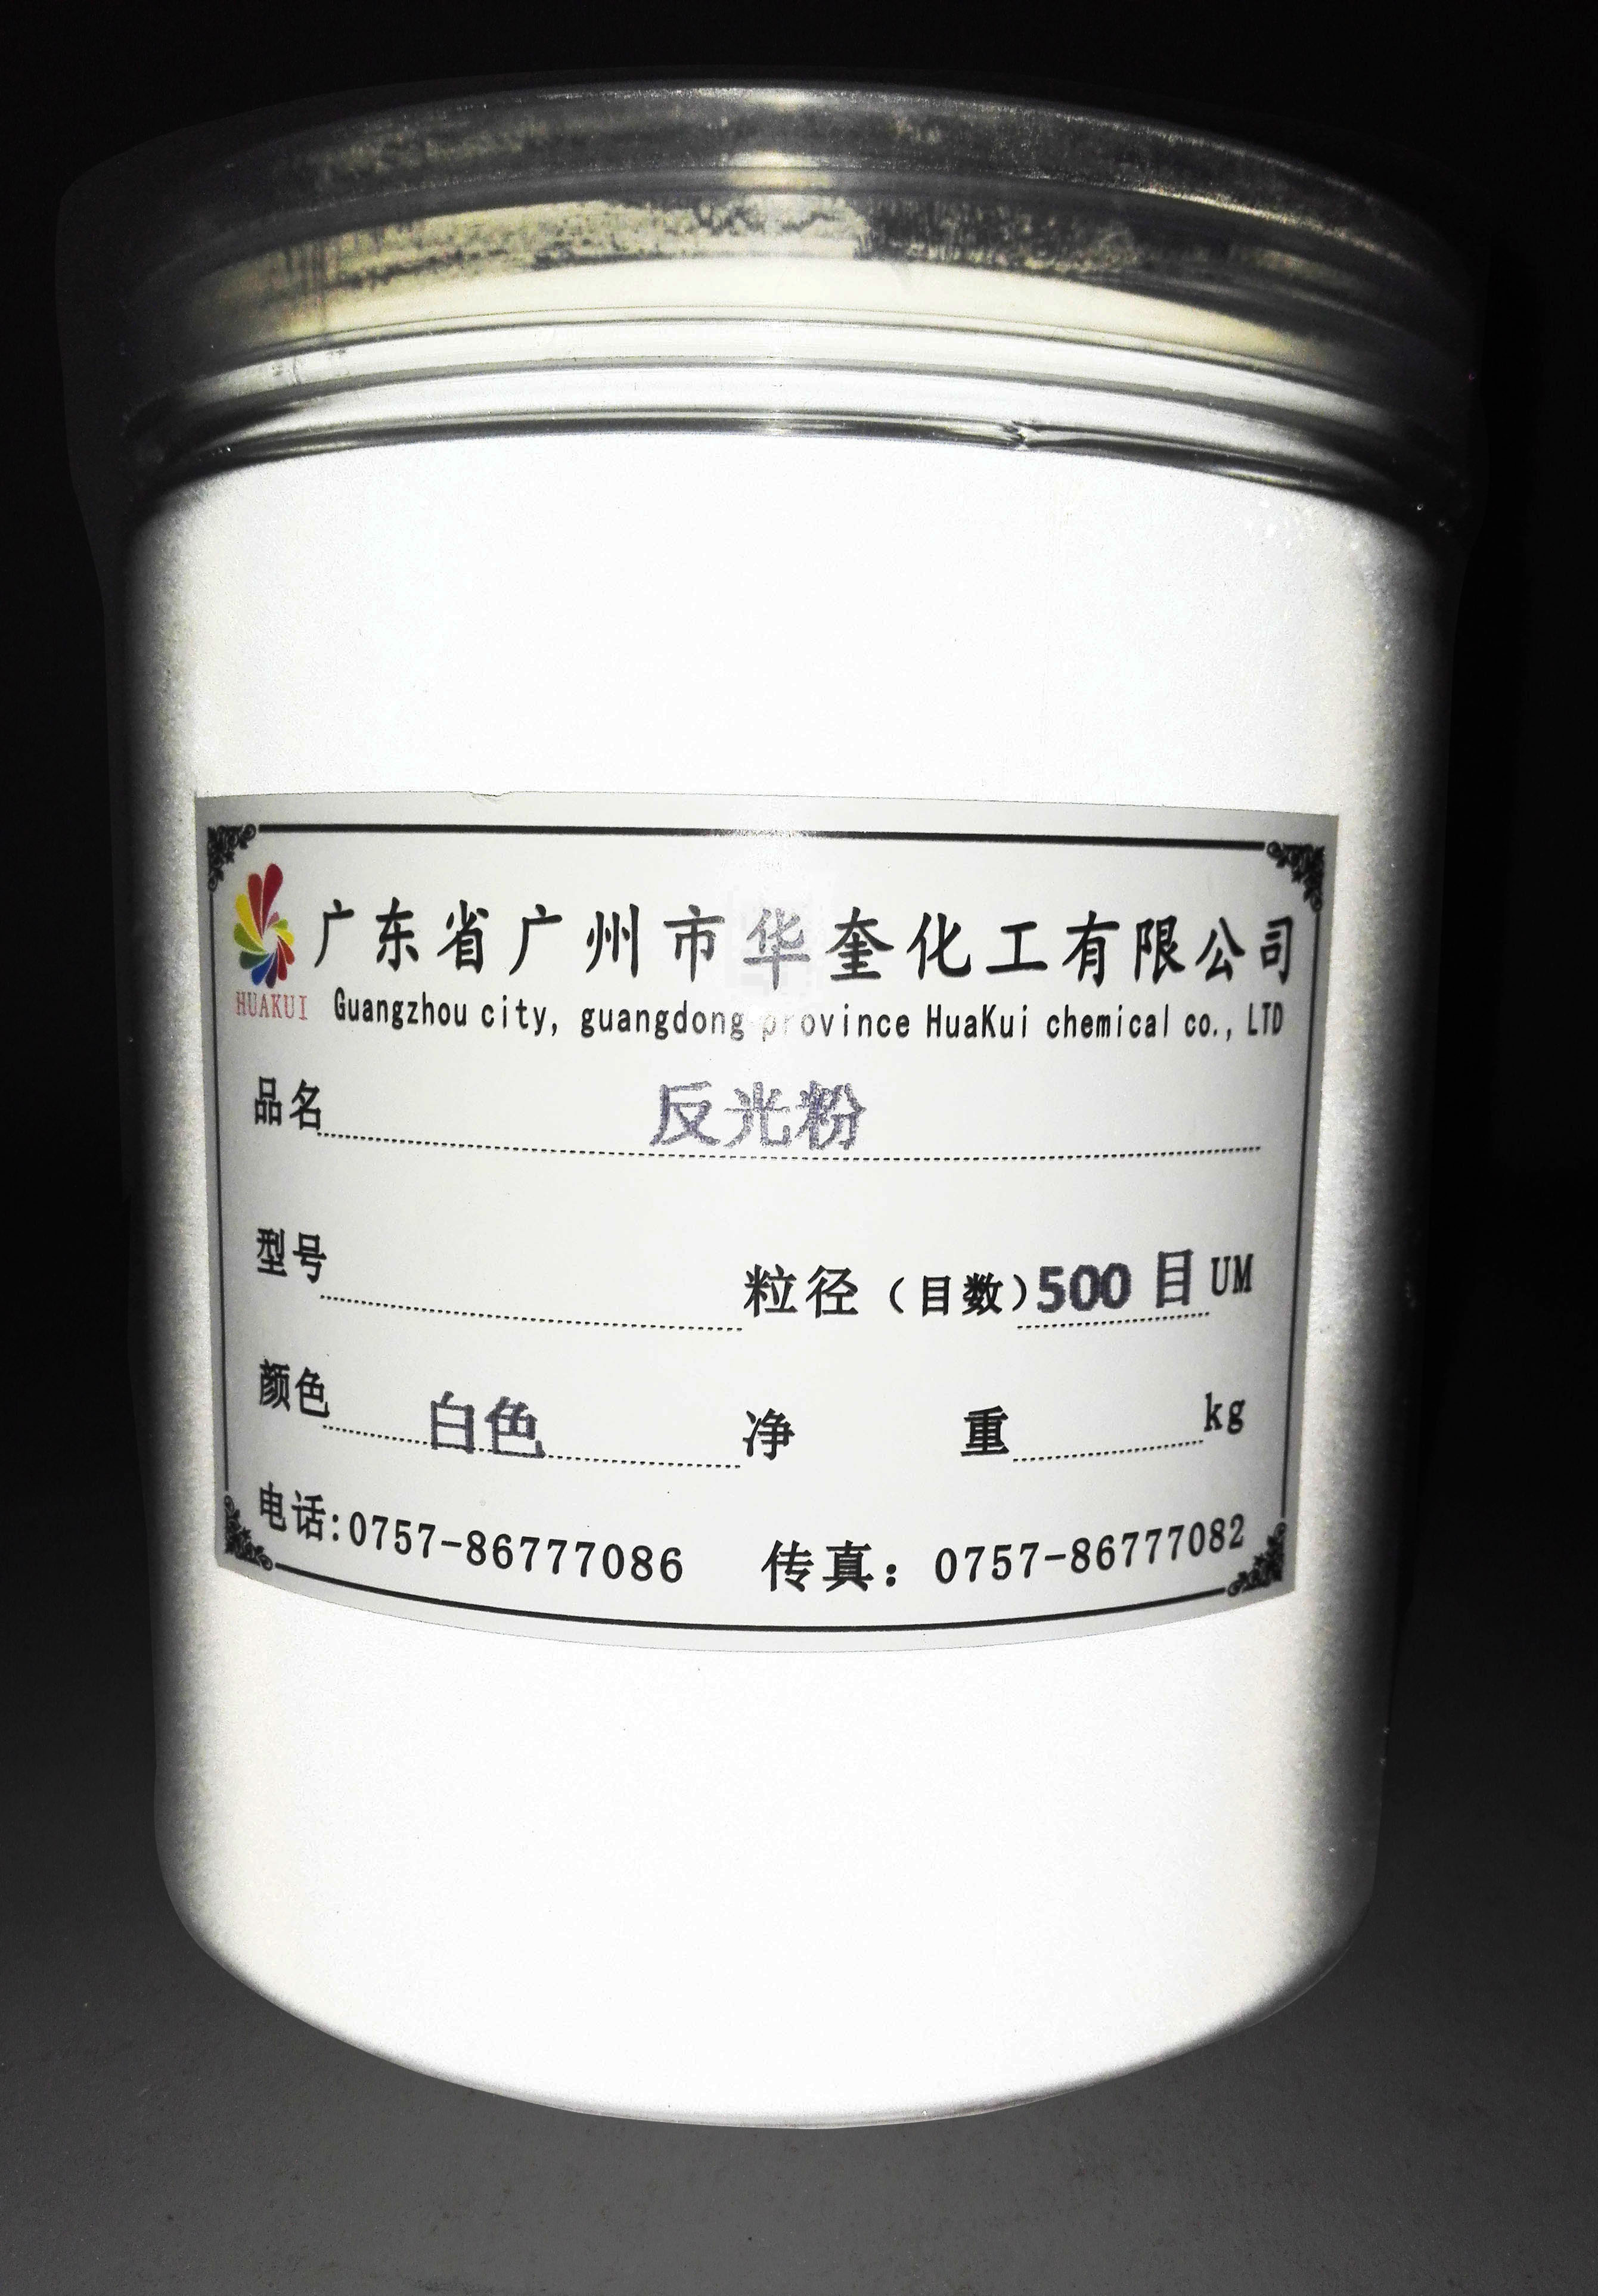 广东省广州市华奎化工有限公司
HUAKUI
Guangzhou city, guangdong province HuaKui chemical co., LTD
品名 反光粉
型号 粒径（目数）500目 UM
颜色 白色 净 重 kg
电话:0757-86777086 传真：0757-86777082